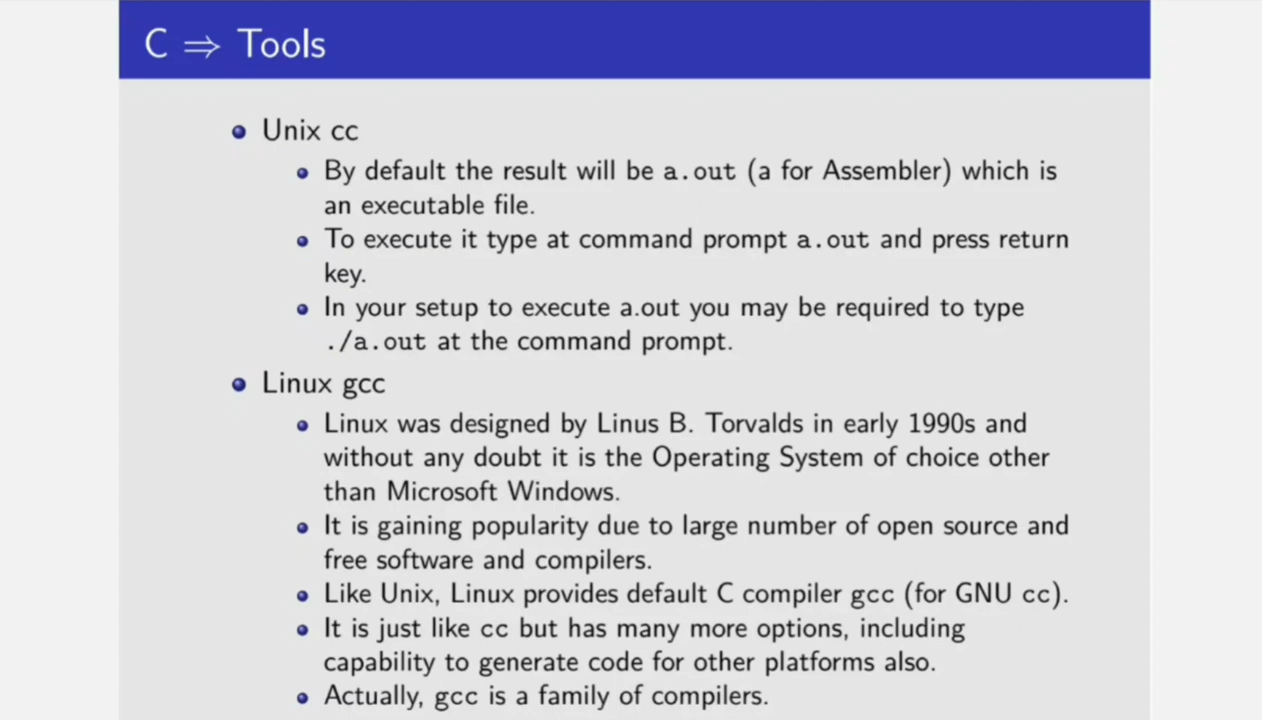 C ⇒ Tools
Unix cc
By default the result will be a.out (a for Assembler) which is
an executable file.
To execute it type at command prompt a.out and press return
key.
In your setup to execute a.out you may be required to type
./a.out at the command prompt.
Linux gcc
Linux was designed by Linus B. Torvalds in early 1990s and
without any doubt it is the Operating System of choice other
than Microsoft Windows.
It is gaining popularity due to large number of open source and
free software and compilers.
Like Unix, Linux provides default C compiler gcc (for GNU cc).
It is just like cc but has many more options, including
capability to generate code for other platforms also.
Actually, gcc is a family of compilers.